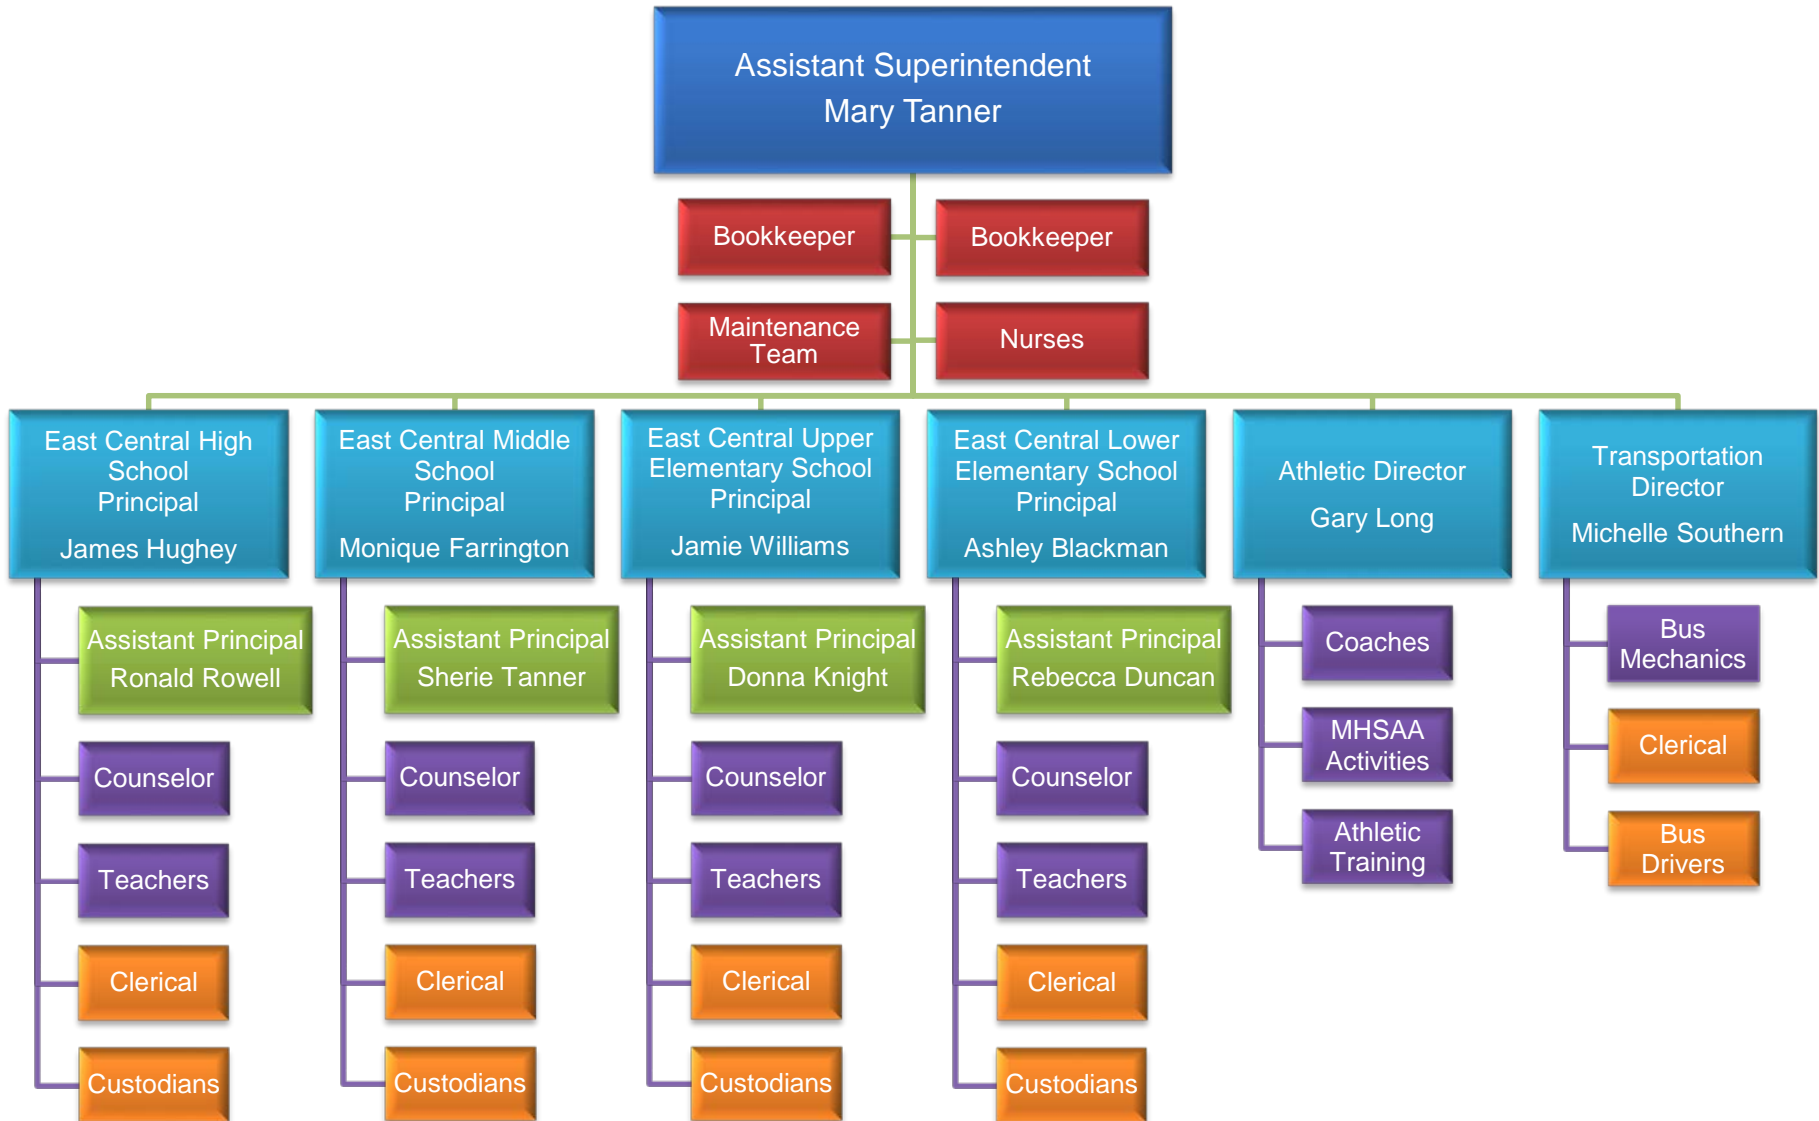 Assistant Superintendent
Mary Tanner
Bookkeeper
Bookkeeper
Maintenance
Team
Nurses
East Central High
School
Principal
James Hughey
East Central Middle
School
Principal
Monique Farrington
East Central Upper
Elementary School
Principal
Jamie Williams
East Central Lower
Elementary School
Principal
Ashley Blackman
Athletic Director
Gary Long
Transportation
Director
Michelle Southern
Assistant Principal
Ronald Rowell
Counselor
Teachers
Clerical
Custodians
Assistant Principal
Sherie Tanner
Counselor
Teachers
Clerical
Custodians
Assistant Principal
Donna Knight
Counselor
Teachers
Clerical
Custodians
Assistant Principal
Rebecca Duncan
Counselor
Teachers
Clerical
Custodians
Coaches
MHSAA
Activities
Athletic
Training
Bus
Mechanics
Clerical
Bus
Drivers